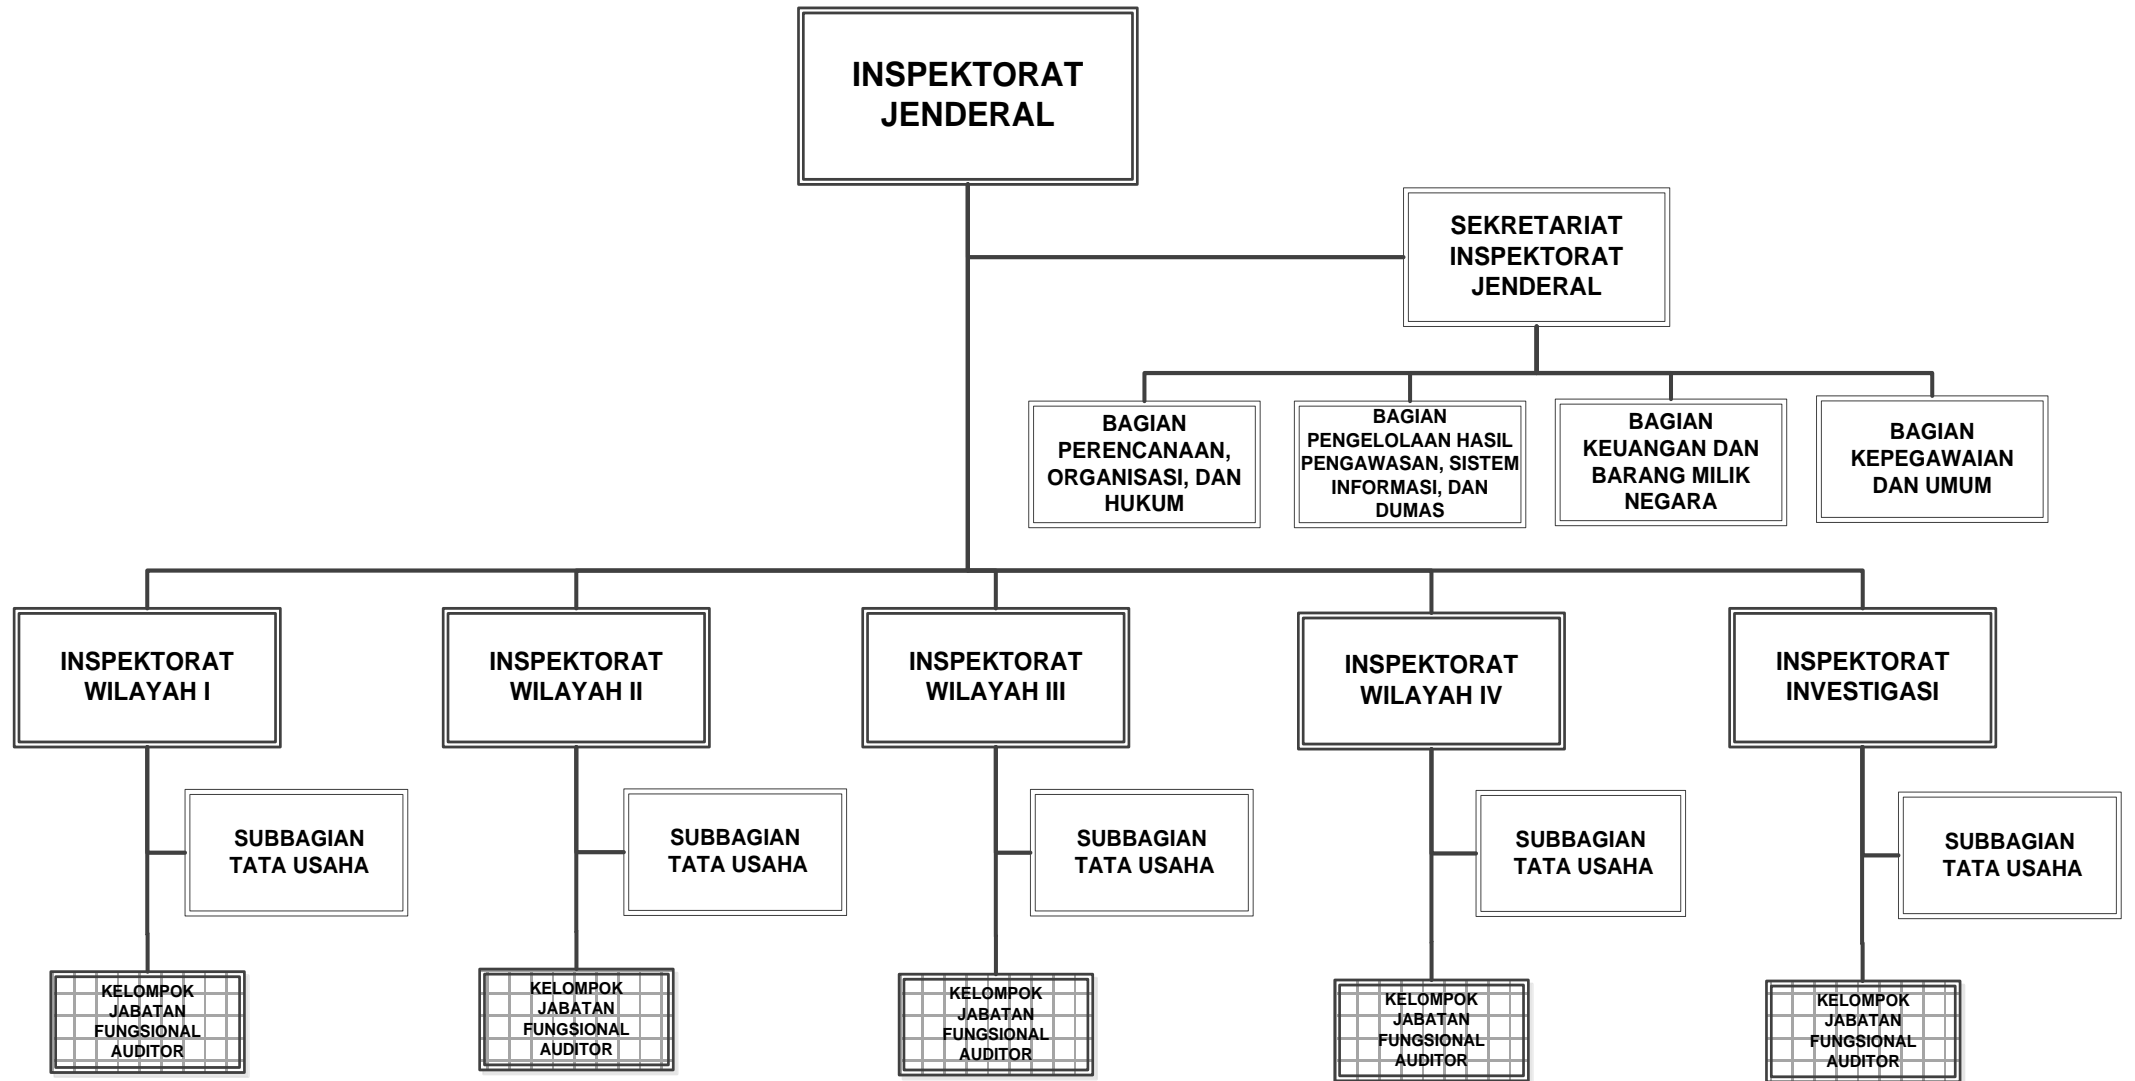 INSPEKTORAT
JENDERAL
SEKRETARIAT
INSPEKTORAT
JENDERAL
BAGIAN
PERENCANAAN,
ORGANISASI, DAN
HUKUM
BAGIAN
PENGELOLAAN HASIL
PENGAWASAN, SISTEM
INFORMASI, DAN
DUMAS
BAGIAN
KEUANGAN DAN
BARANG MILIK
NEGARA
BAGIAN
KEPEGAWAIAN
DAN UMUM
INSPEKTORAT
WILAYAH I
INSPEKTORAT
WILAYAH II
INSPEKTORAT
WILAYAH III
INSPEKTORAT
WILAYAH IV
INSPEKTORAT
INVESTIGASI
SUBBAGIAN
TATA USAHA
SUBBAGIAN
TATA USAHA
SUBBAGIAN
TATA USAHA
SUBBAGIAN
TATA USAHA
SUBBAGIAN
TATA USAHA
KELOMPOK
JABATAN
FUNGSIONAL
AUDITOR
KELOMPOK
JABATAN
FUNGSIONAL
AUDITOR
KELOMPOK
JABATAN
FUNGSIONAL
AUDITOR
KELOMPOK
JABATAN
FUNGSIONAL
AUDITOR
KELOMPOK
JABATAN
FUNGSIONAL
AUDITOR